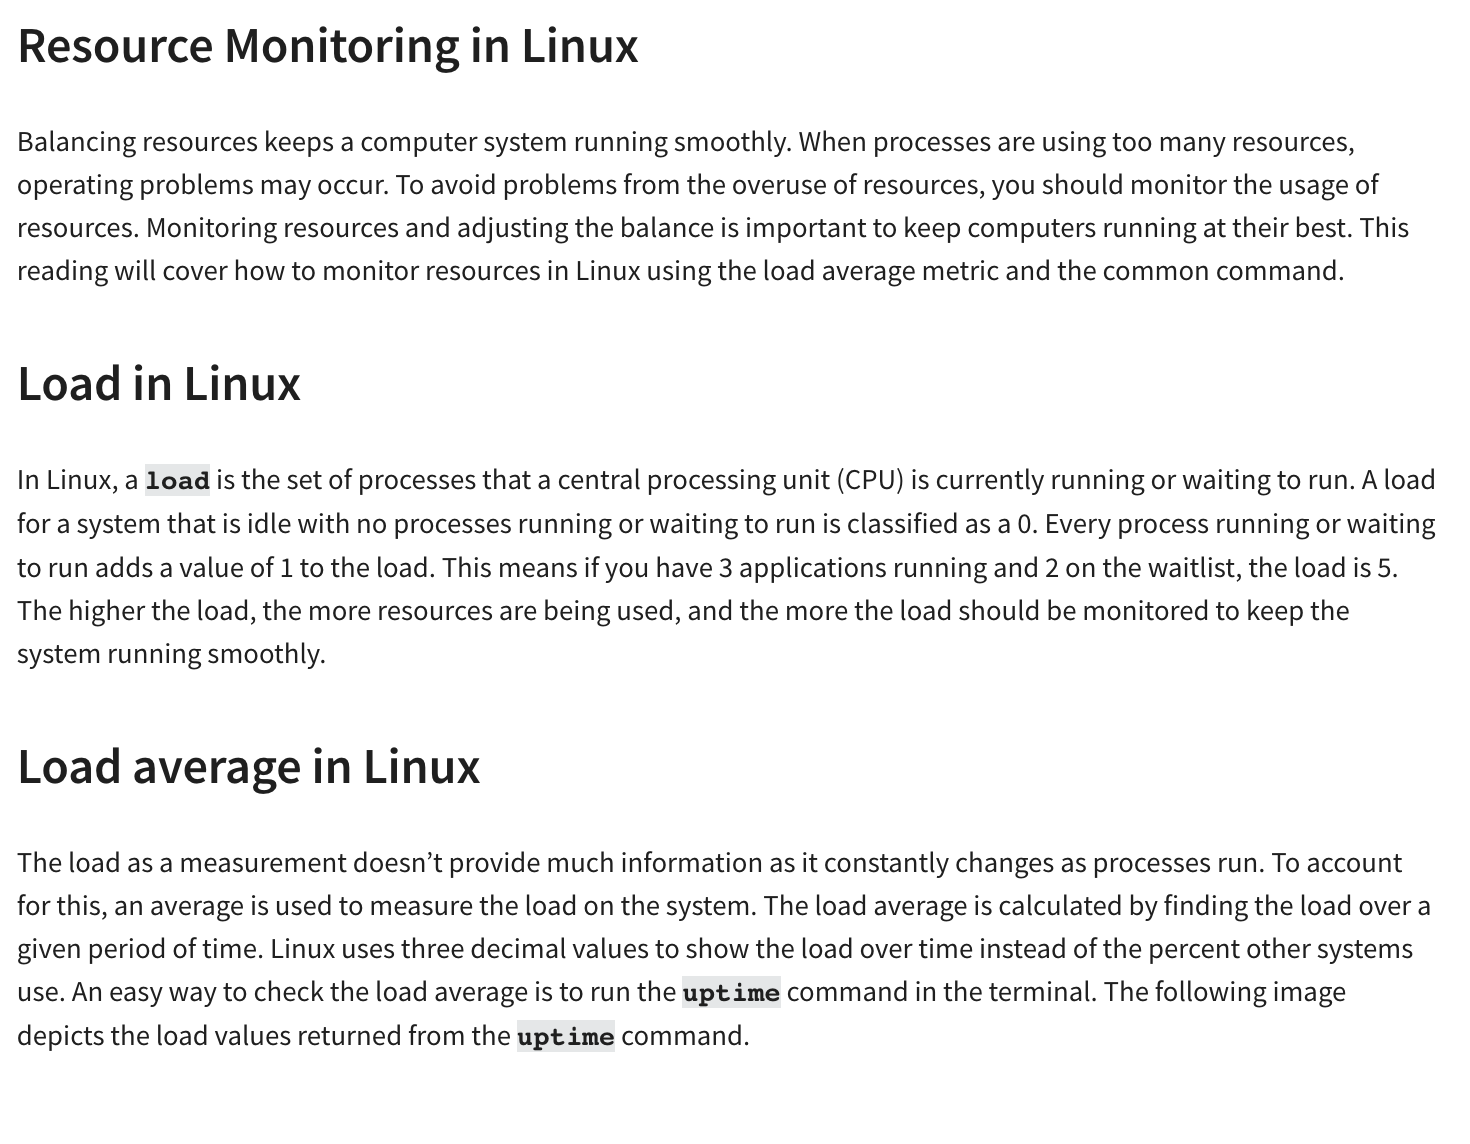 Resource Monitoring in Linux
Balancing resources keeps a computer system running smoothly. When processes are using too many resources,
operating problems may occur. To avoid problems from the overuse of resources, you should monitor the usage of
resources. Monitoring resources and adjusting the balance is important to keep computers running at their best. This
reading will cover how to monitor resources in Linux using the load average metric and the common command.
Load in Linux
In Linux, a load is the set of processes that a central processing unit (CPU) is currently running or waiting to run. A load
for a system that is idle with no processes running or waiting to run is classified as a 0. Every process running or waiting
to run adds a value of 1 to the load. This means if you have 3 applications running and 2 on the waitlist, the load is 5.
The higher the load, the more resources are being used, and the more the load should be monitored to keep the
system running smoothly.
Load average in Linux
The load as a measurement doesn’t provide much information as it constantly changes as processes run. To account
for this, an average is used to measure the load on the system. The load average is calculated by finding the load over a
given period of time. Linux uses three decimal values to show the load over time instead of the percent other systems
use. An easy way to check the load average is to run the uptime command in the terminal. The following image
depicts the load values returned from the uptime command.